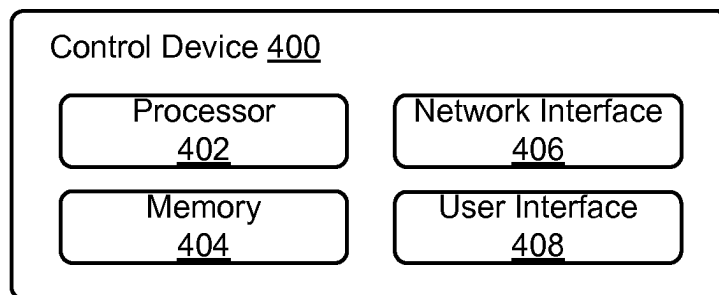 Control Device 400
Processor
402
Network Interface
406
Memory
404
User Interface
408